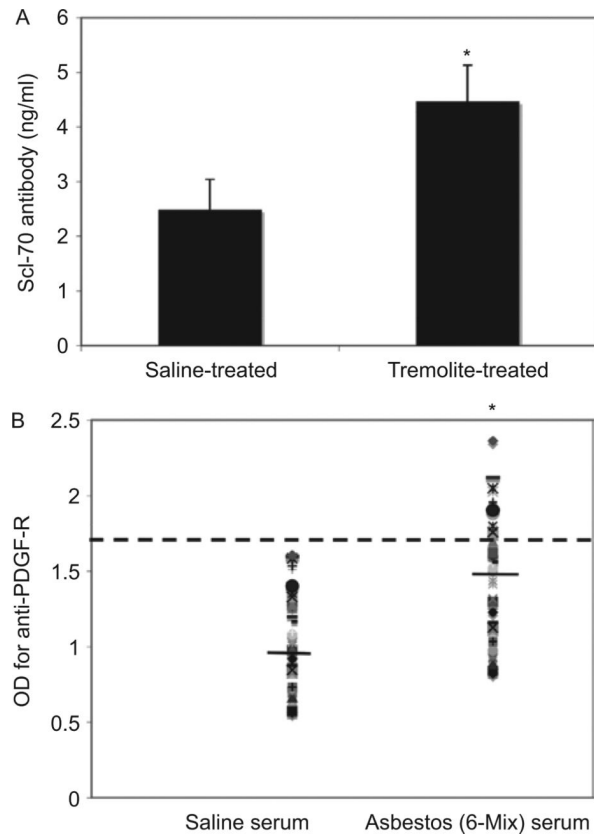 A
6
5
4
3
2
1
0
Scl-70 antibody (ng/ml)
*
Saline-treated
Tremolite-treated
B
2.5
2
1.5
1
0.5
0
OD for anti-PDGF-R
*
Saline serum
Asbestos (6-Mix) serum